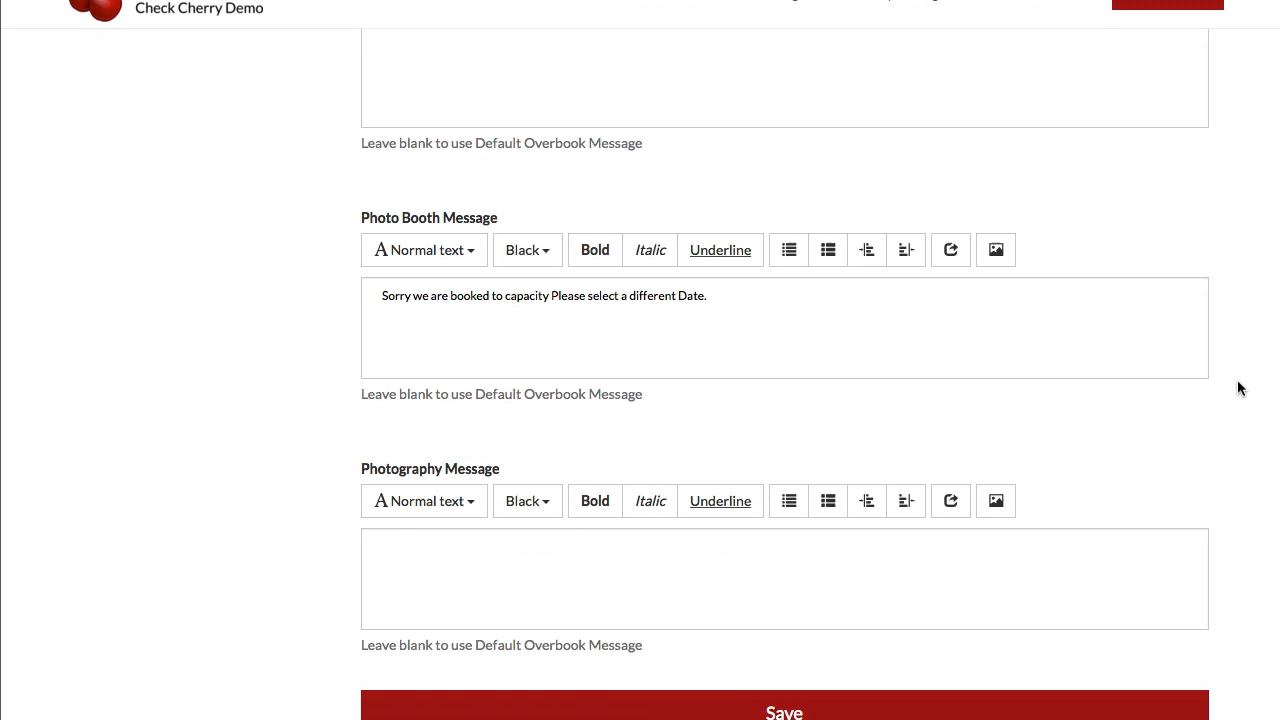 Check Cherry Demo
Leave blank to use Default Overbook Message
Photo Booth Message
A Normal text Black Bold Italic Underline
Sorry we are booked to capacity Please select a different Date.
Leave blank to use Default Overbook Message
Photography Message
A Normal text Black Bold Italic Underline
Leave blank to use Default Overbook Message
Save